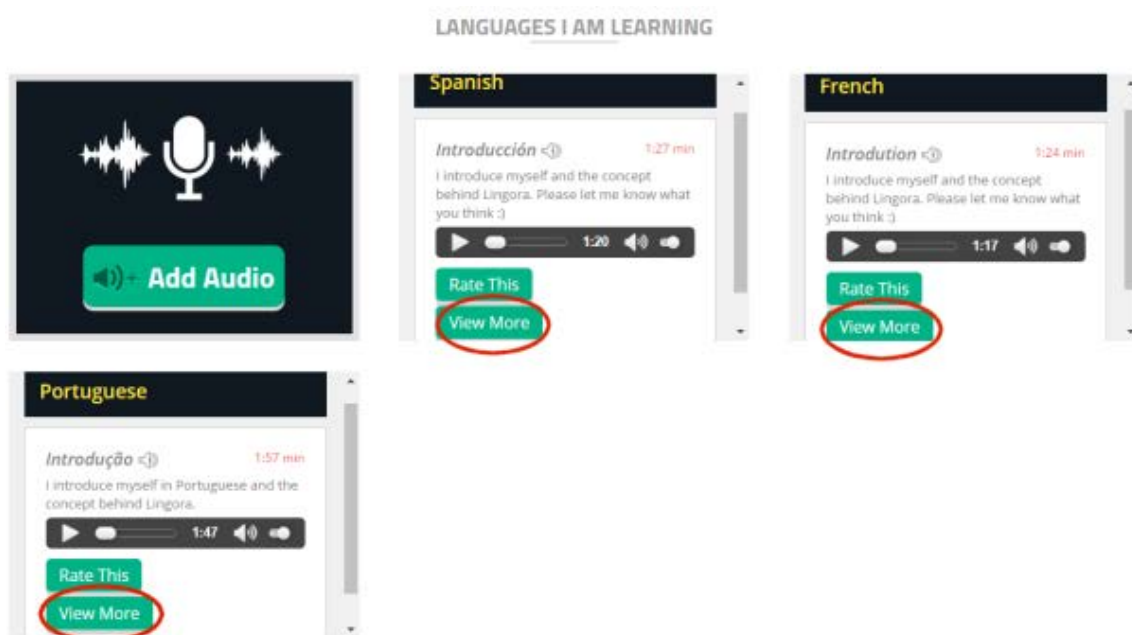 LANGUAGES I AM LEARNING
Add Audio
Spanish
Introducción
1:27 min
I introduce myself and the concept
behind Lingora. Please let me know what
you think :)
1:20
Rate This
View More
French
Introdution
1:24 min
I introduce myself and the concept
behind Lingora. Please let me know what
you think :)
1:17
Rate This
View More
Portuguese
Introdução
1:57 min
I introduce myself in Portuguese and the
concept behind Lingora.
1:47
Rate This
View More